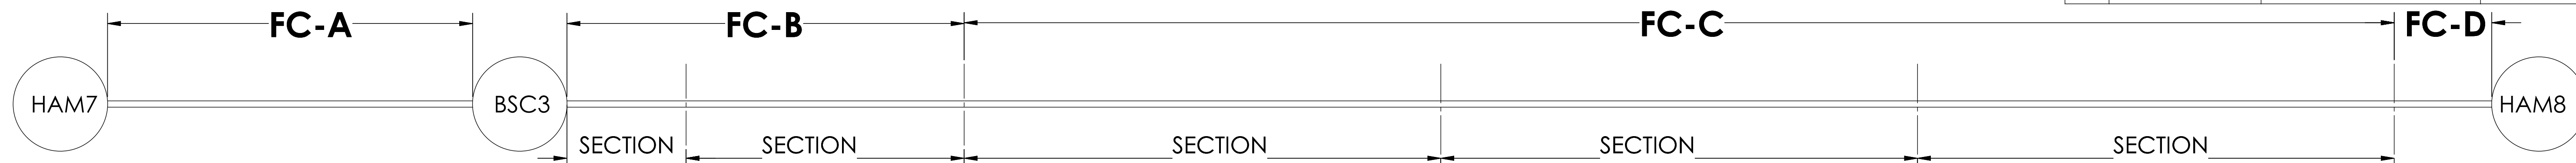 FC-A FC-B FC-C FC-D
HAM7 BSC3 HAM8
SECTION SECTION SECTION SECTION SECTION